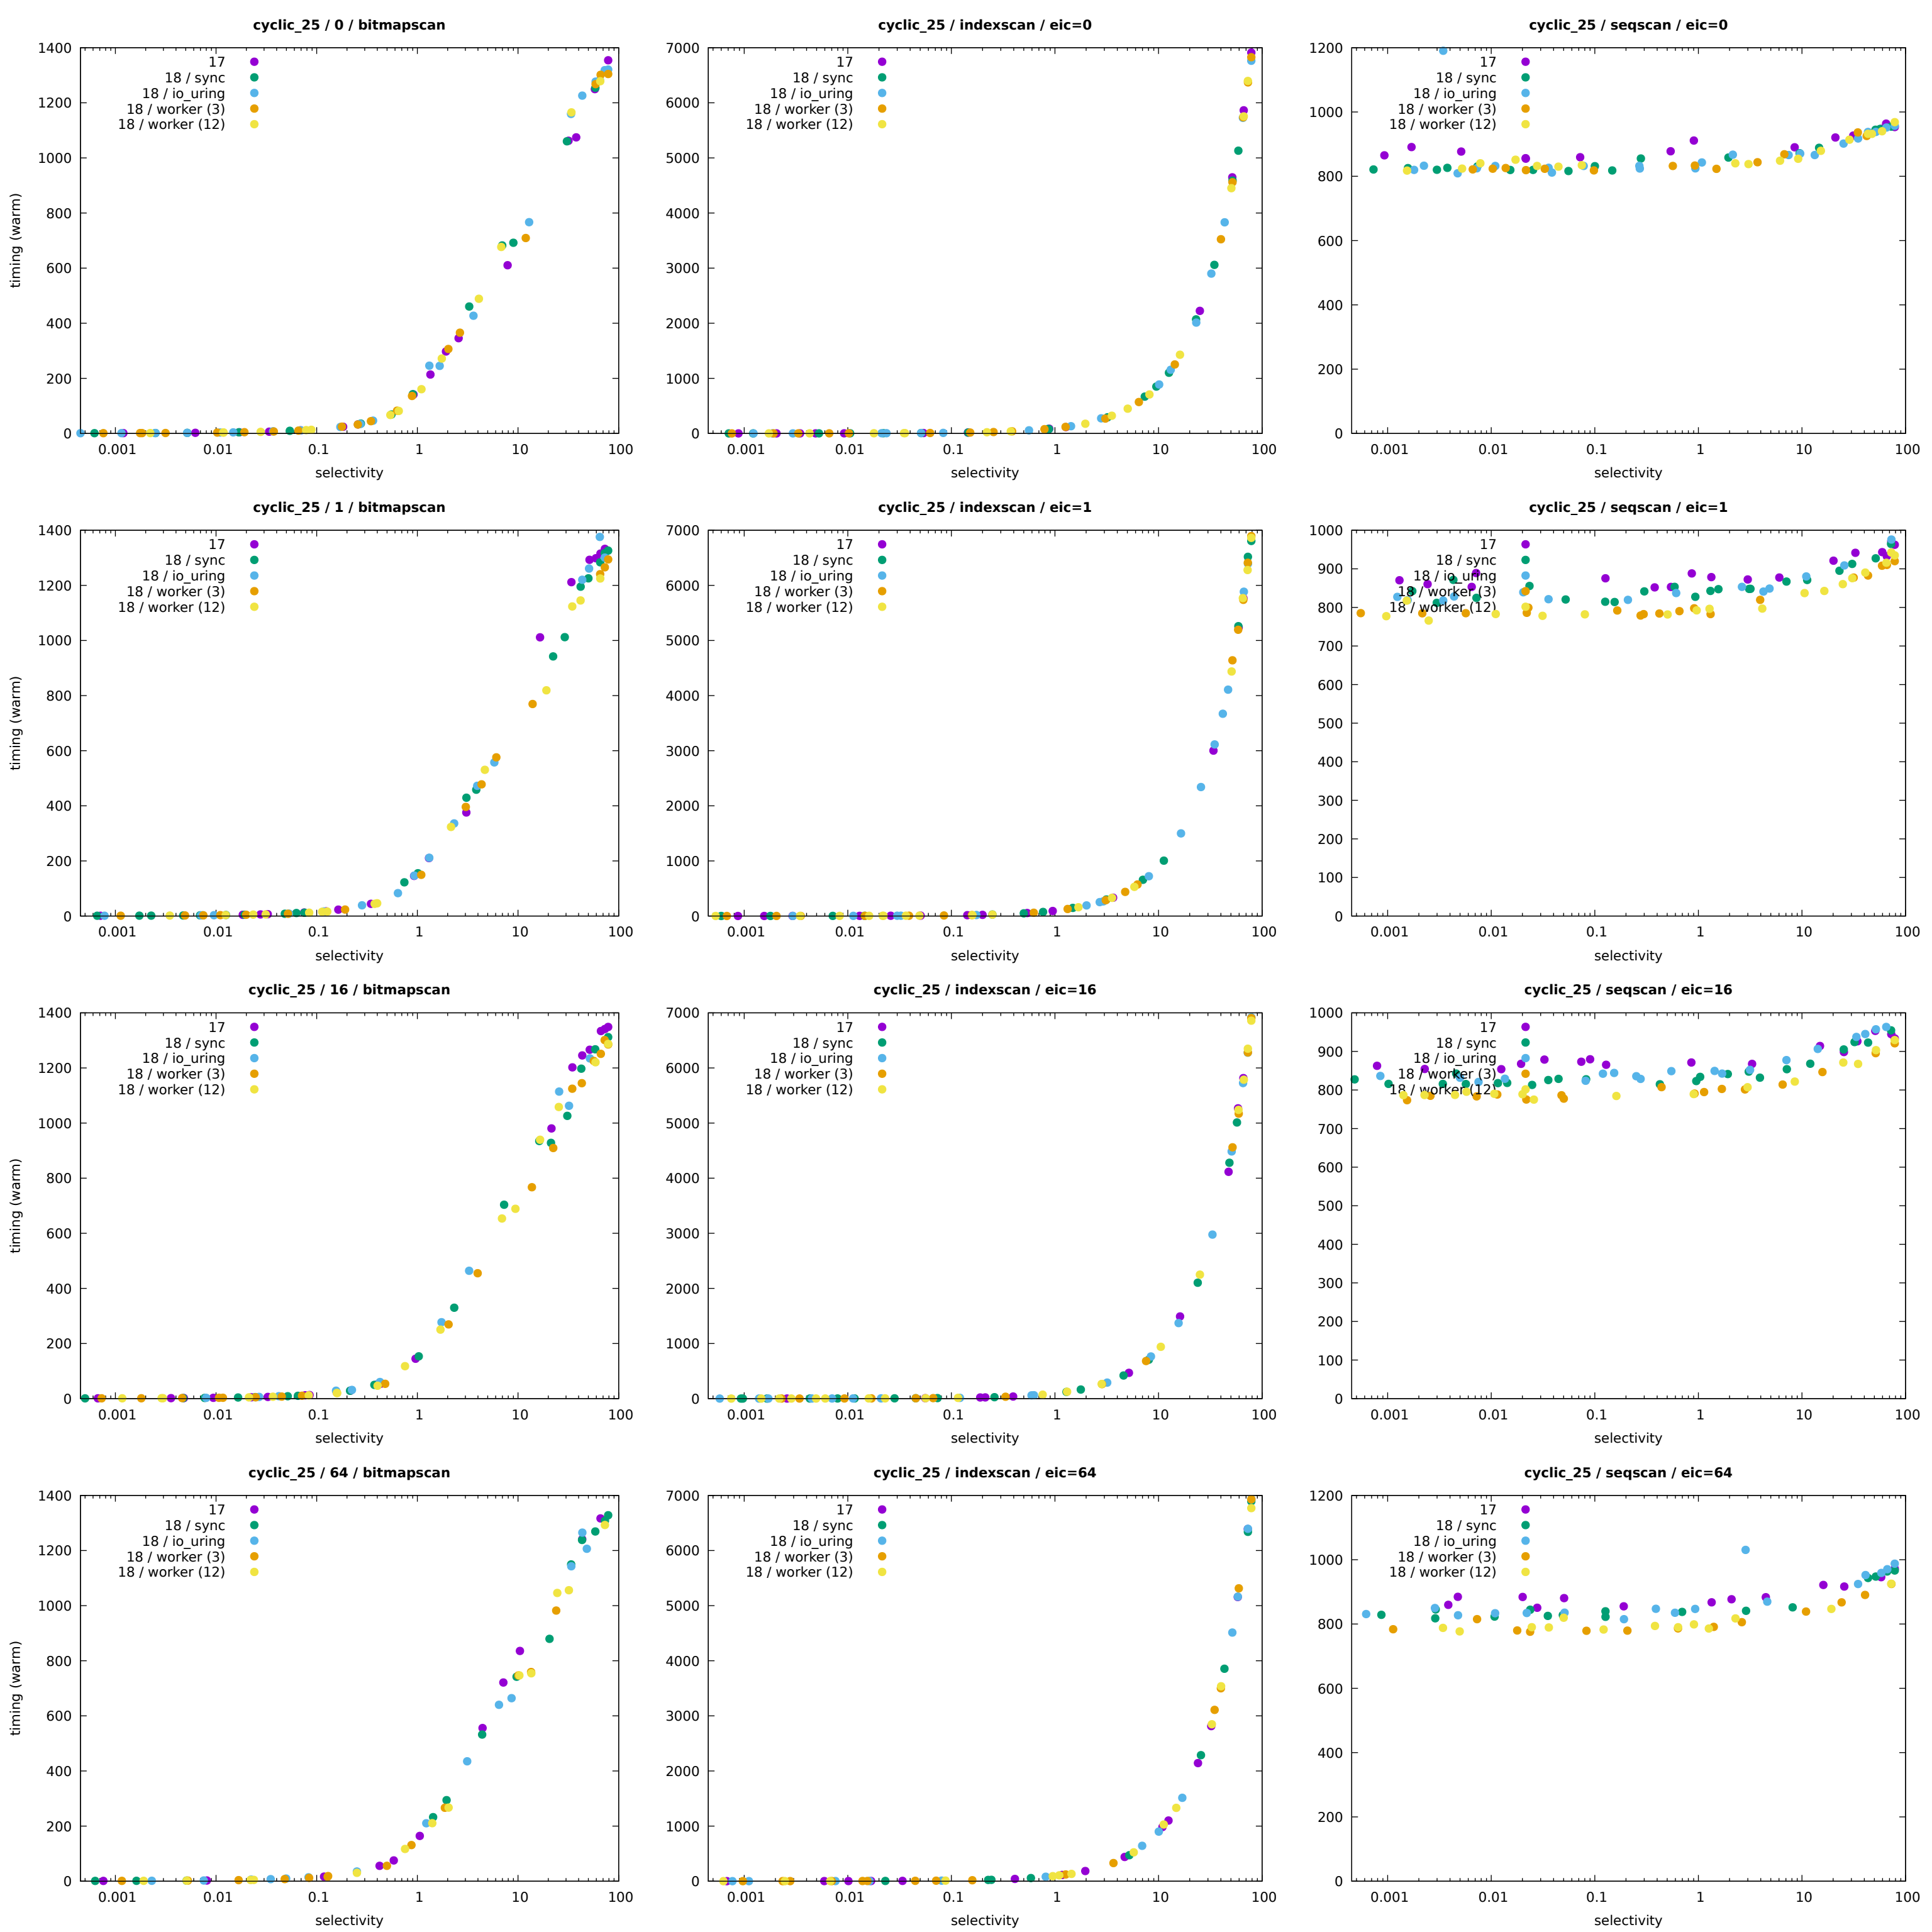 cyclic_25 / 0 / bitmapscan
1400
1200
1000
800
600
400
200
0
timing (warm)
17
18 / sync
18 / io_uring
18 / worker (3)
18 / worker (12)
0.001 0.01 0.1 1 10 100
selectivity
cyclic_25 / indexscan / eic=0
7000
6000
5000
4000
3000
2000
1000
0
17
18 / sync
18 / io_uring
18 / worker (3)
18 / worker (12)
0.001 0.01 0.1 1 10 100
selectivity
cyclic_25 / seqscan / eic=0
1200
1000
800
600
400
200
0
17
18 / sync
18 / io_uring
18 / worker (3)
18 / worker (12)
0.001 0.01 0.1 1 10 100
selectivity
cyclic_25 / 1 / bitmapscan
1400
1200
1000
800
600
400
200
0
timing (warm)
17
18 / sync
18 / io_uring
18 / worker (3)
18 / worker (12)
0.001 0.01 0.1 1 10 100
selectivity
cyclic_25 / indexscan / eic=1
7000
6000
5000
4000
3000
2000
1000
0
17
18 / sync
18 / io_uring
18 / worker (3)
18 / worker (12)
0.001 0.01 0.1 1 10 100
selectivity
cyclic_25 / seqscan / eic=1
1000
900
800
700
600
500
400
300
200
100
0
17
18 / sync
18 / io_uring
18 / worker (3)
18 / worker (12)
0.001 0.01 0.1 1 10 100
selectivity
cyclic_25 / 16 / bitmapscan
1400
1200
1000
800
600
400
200
0
timing (warm)
17
18 / sync
18 / io_uring
18 / worker (3)
18 / worker (12)
0.001 0.01 0.1 1 10 100
selectivity
cyclic_25 / indexscan / eic=16
7000
6000
5000
4000
3000
2000
1000
0
17
18 / sync
18 / io_uring
18 / worker (3)
18 / worker (12)
0.001 0.01 0.1 1 10 100
selectivity
cyclic_25 / seqscan / eic=16
1000
900
800
700
600
500
400
300
200
100
0
17
18 / sync
18 / io_uring
18 / worker (3)
18 / worker (12)
0.001 0.01 0.1 1 10 100
selectivity
cyclic_25 / 64 / bitmapscan
1400
1200
1000
800
600
400
200
0
timing (warm)
17
18 / sync
18 / io_uring
18 / worker (3)
18 / worker (12)
0.001 0.01 0.1 1 10 100
selectivity
cyclic_25 / indexscan / eic=64
7000
6000
5000
4000
3000
2000
1000
0
17
18 / sync
18 / io_uring
18 / worker (3)
18 / worker (12)
0.001 0.01 0.1 1 10 100
selectivity
cyclic_25 / seqscan / eic=64
1200
1000
800
600
400
200
0
17
18 / sync
18 / io_uring
18 / worker (3)
18 / worker (12)
0.001 0.01 0.1 1 10 100
selectivity